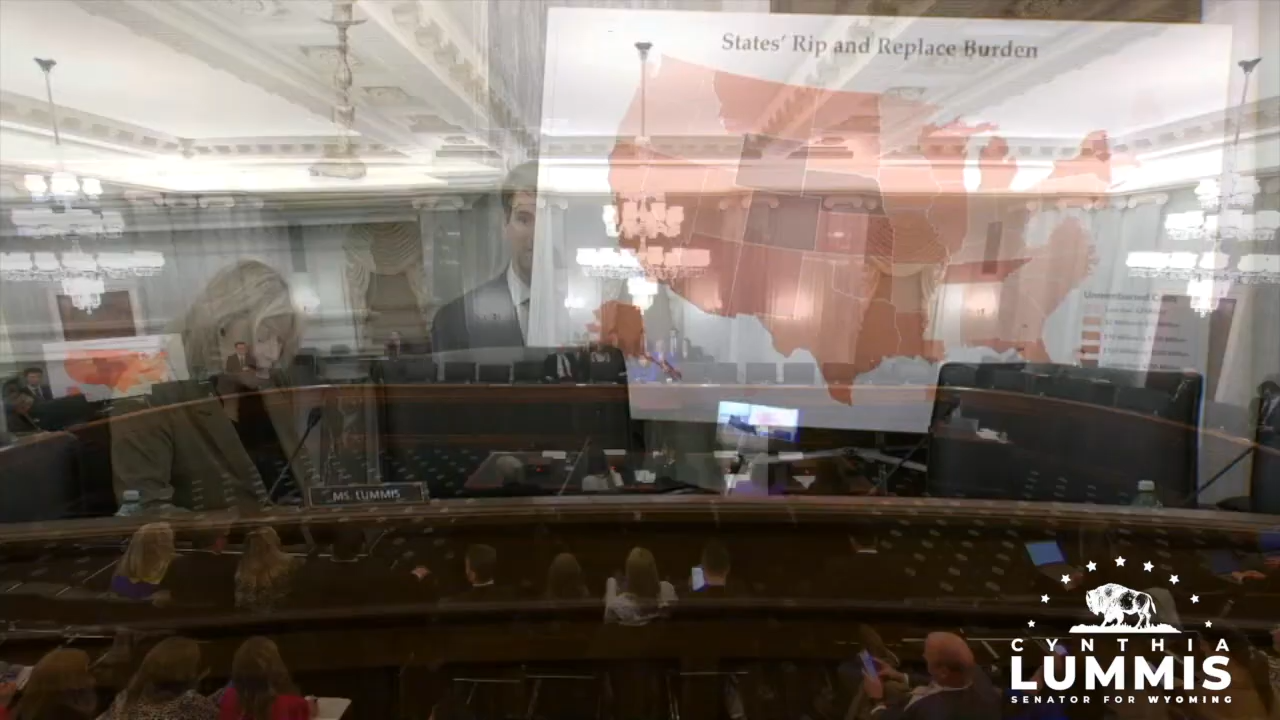 States' Rip and Replace Burden
MS. LUMMIS
CYNTHIA
LUMMIS
SENATOR FOR WYOMING